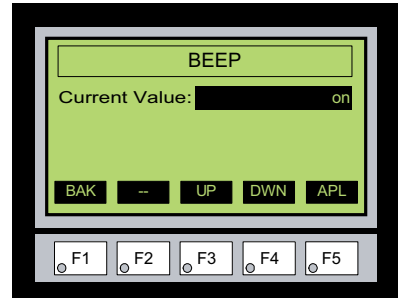 BEEP
Current Value: on
BAK -- UP DWN APL
F1 F2 F3 F4 F5